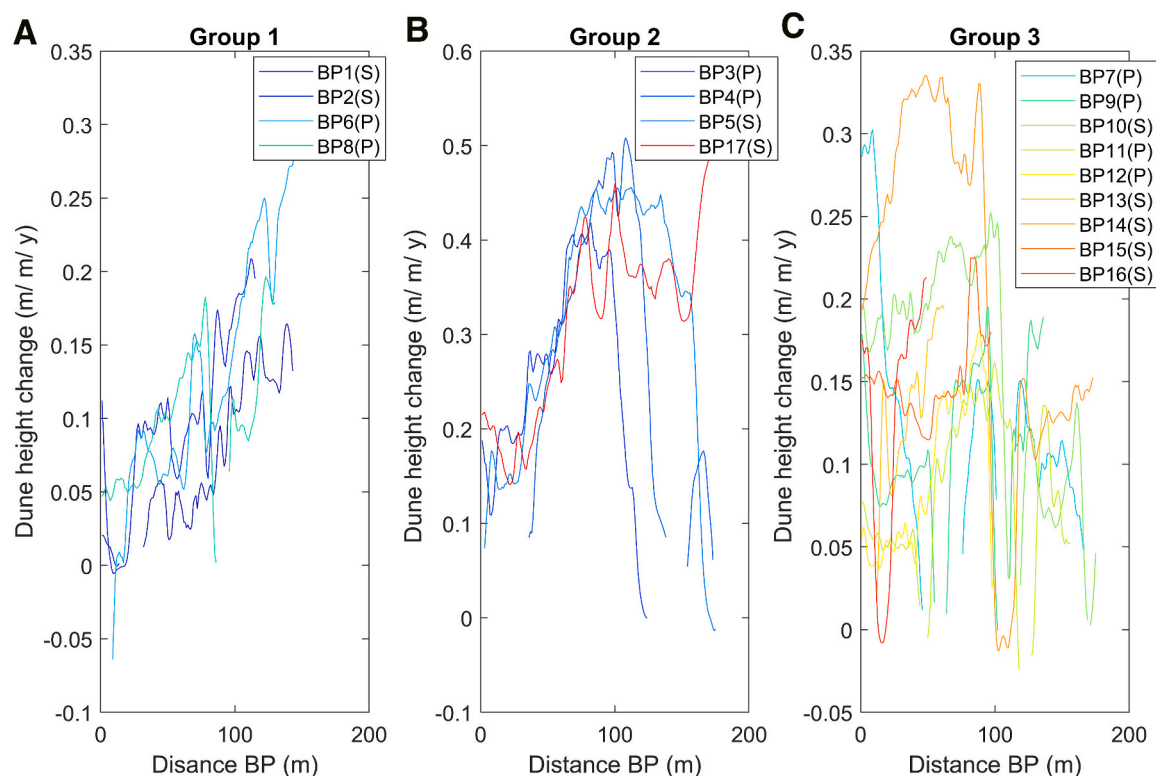 A
Group 1
0.35
0.3
0.25
0.2
0.15
0.1
0.05
0
-0.05
-0.1
Dune height change (m/ m/ y)
BP1(S)
BP2(S)
BP6(P)
BP8(P)
0 100 200
Disance BP (m)
B
Group 2
0.6
0.5
0.4
0.3
0.2
0.1
0
-0.1
Dune height change (m/ m/ y)
BP3(P)
BP4(P)
BP5(S)
BP17(S)
0 100 200
Distance BP (m)
C
Group 3
0.35
0.3
0.25
0.2
0.15
0.1
0.05
0
-0.05
Dune height change (m/ m/ y)
BP7(P)
BP9(P)
BP10(S)
BP11(P)
BP12(P)
BP13(S)
BP14(S)
BP15(S)
BP16(S)
0 100 200
Distance BP (m)